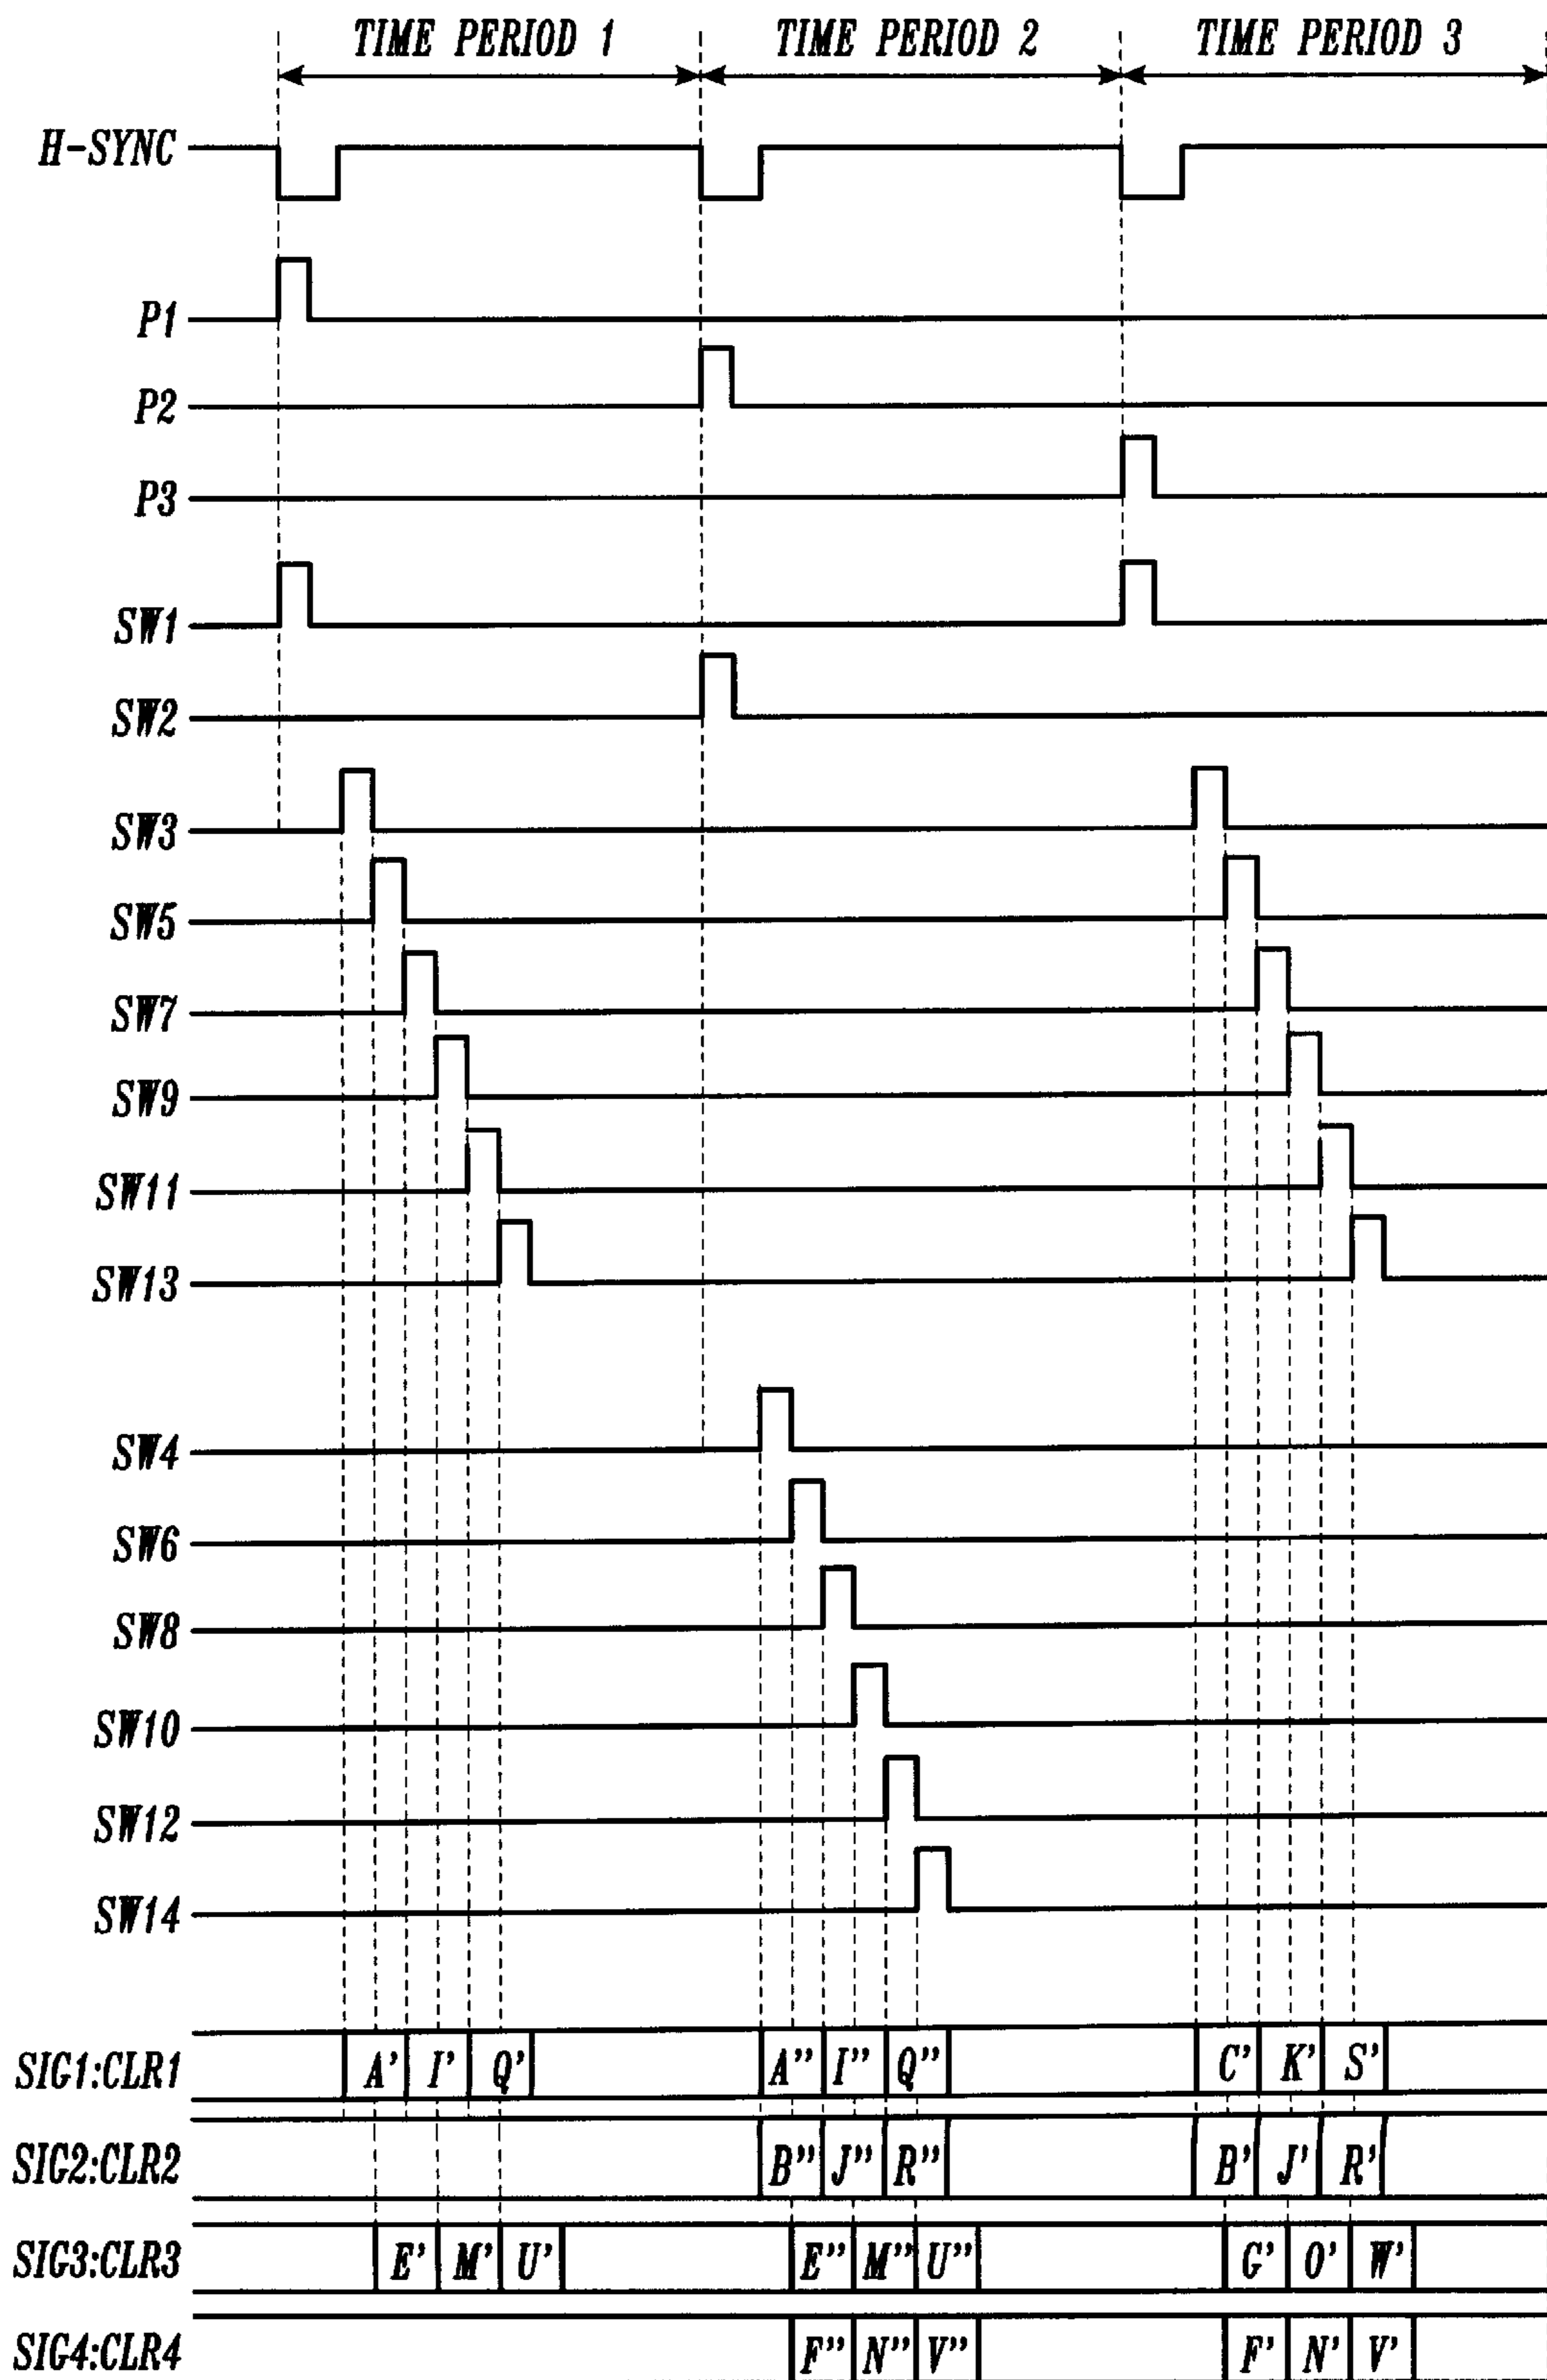 TIME PERIOD 1 TIME PERIOD 2 TIME PERIOD 3
H-SYNC
P1
P2
P3
SW1
SW2
SW3
SW5
SW7
SW9
SW11
SW13
SW4
SW6
SW8
SW10
SW12
SW14
SIG1:CLR1 A' I' Q' A" I" Q" C' K' S'
SIG2:CLR2 B" J" R" B' J' R'
SIG3:CLR3 E' M' U' E" M" U" G' O' W'
SIG4:CLR4 F" N" V" F' N' V'